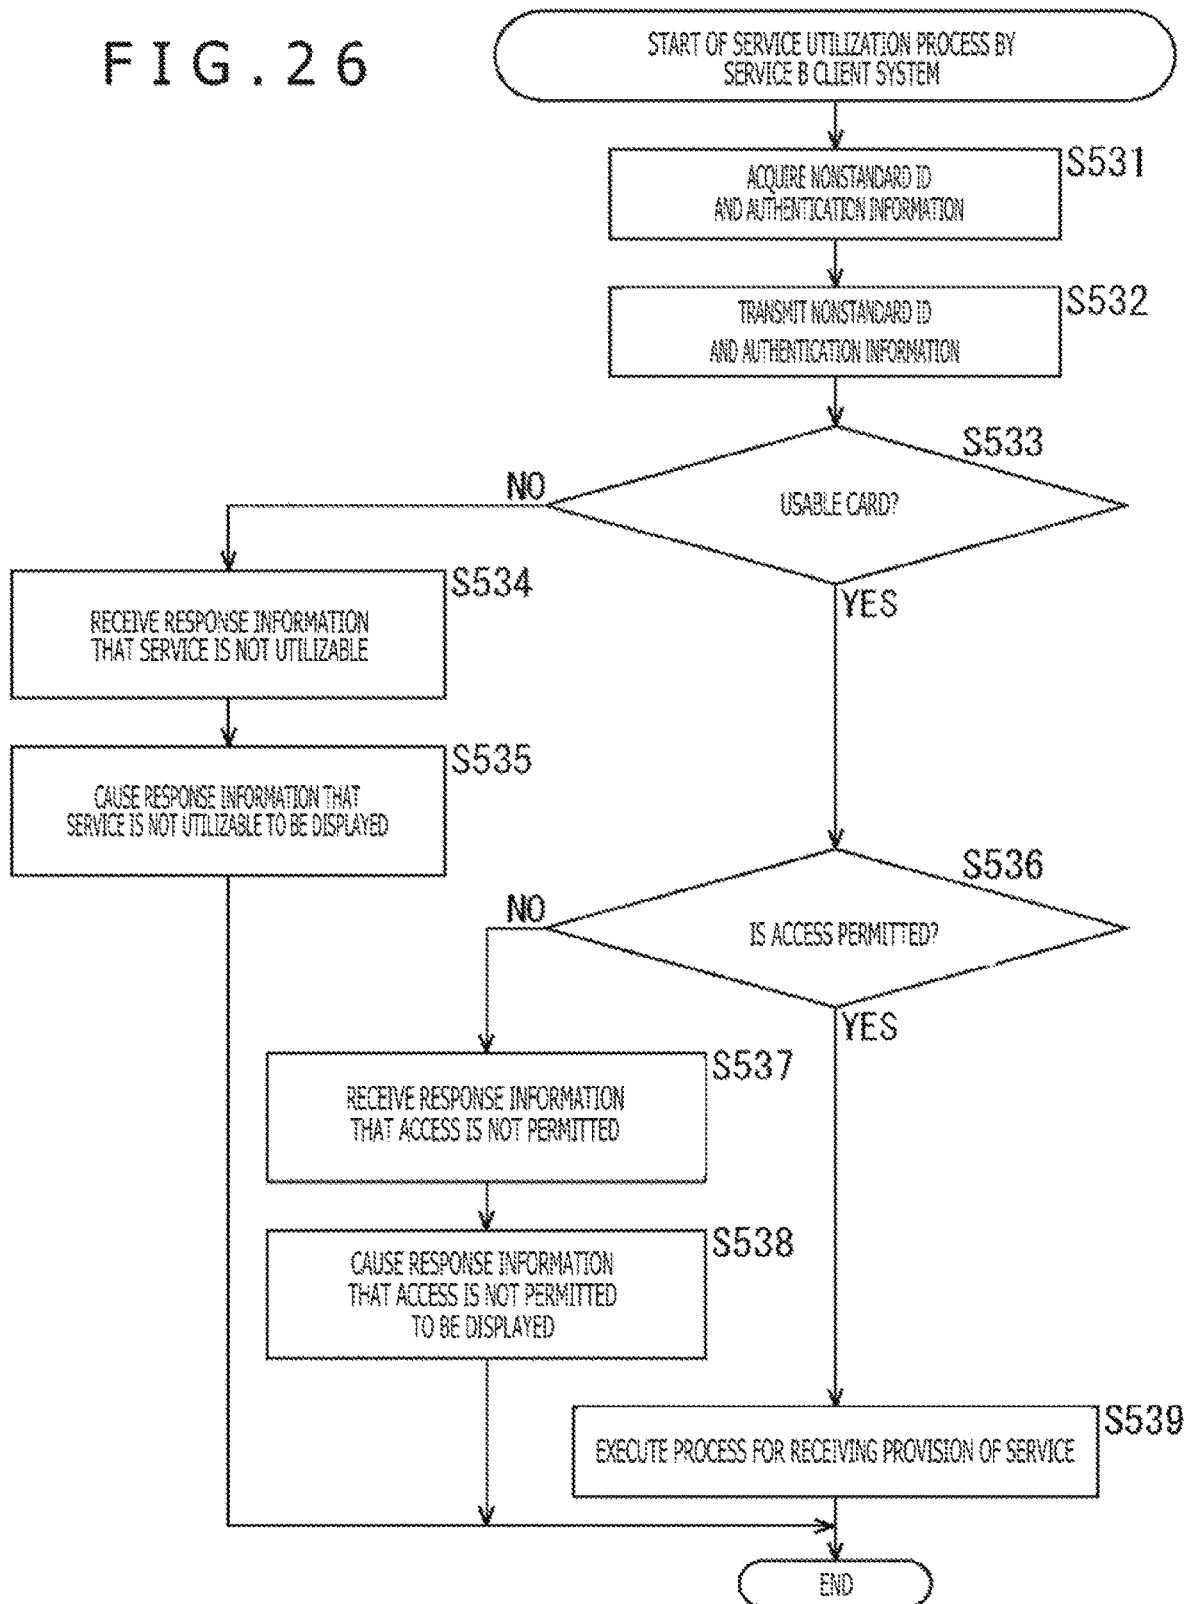 FIG.26
START OF SERVICE UTILIZATION PROCESS BY
SERVICE B CLIENT SYSTEM
S531
ACQUIRE NONSTANDARD ID
AND AUTHENTICATION INFORMATION
S532
TRANSMIT NONSTANDARD ID
AND AUTHENTICATION INFORMATION
S533
USABLE CARD?
NO
YES
S534
RECEIVE RESPONSE INFORMATION
THAT SERVICE IS NOT UTILIZABLE
S535
CAUSE RESPONSE INFORMATION THAT
SERVICE IS NOT UTILIZABLE TO BE DISPLAYED
S536
IS ACCESS PERMITTED?
NO
YES
S537
RECEIVE RESPONSE INFORMATION
THAT ACCESS IS NOT PERMITTED
S538
CAUSE RESPONSE INFORMATION
THAT ACCESS IS NOT PERMITTED
TO BE DISPLAYED
S539
EXECUTE PROCESS FOR RECEIVING PROVISION OF SERVICE
END